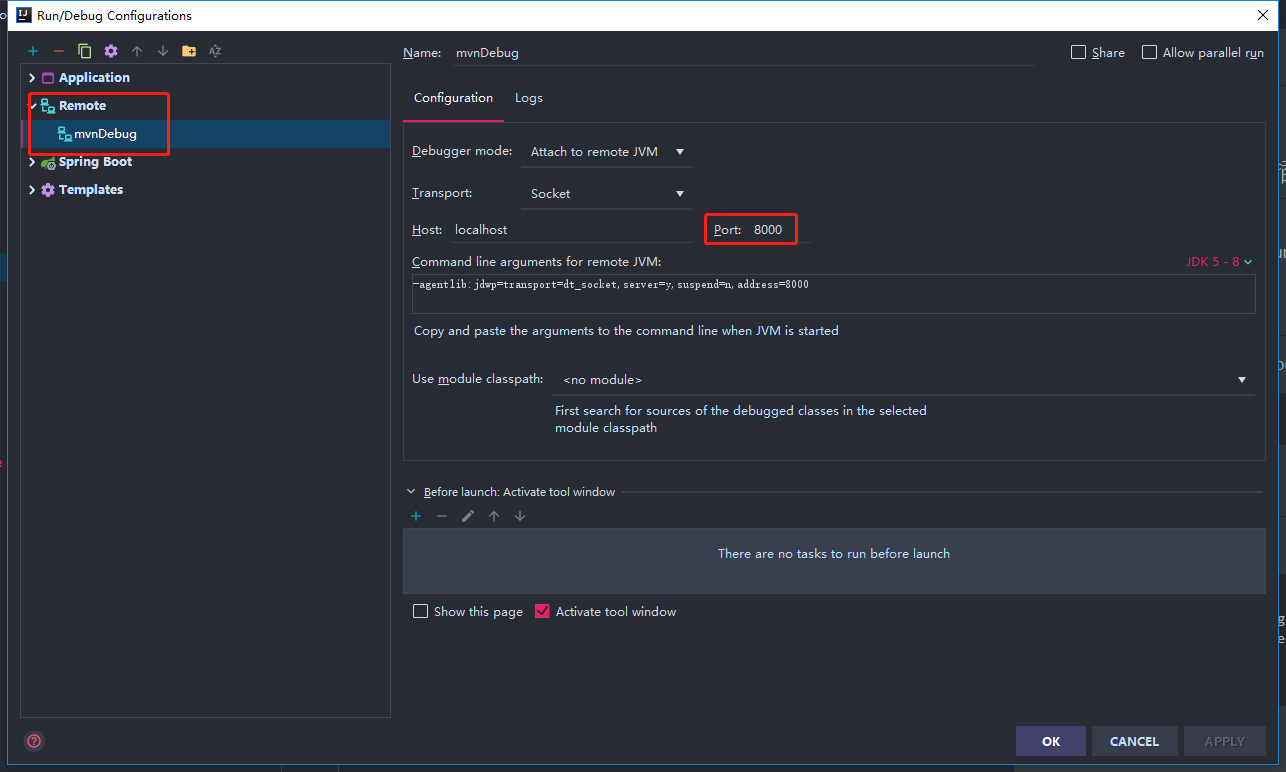 Run/Debug Configurations
Application
Remote
mvnDebug
Spring Boot
Templates
Name: mvnDebug
Share
Allow parallel run
Configuration
Logs
Debugger mode: Attach to remote JVM
Transport: Socket
Host: localhost
Port: 8000
Command line arguments for remote JVM:
JDK 5 - 8
-agentlib:jdwp=transport=dt_socket,server=y,suspend=n,address=8000
Copy and paste the arguments to the command line when JVM is started
Use module classpath: <no module>
First search for sources of the debugged classes in the selected
module classpath
Before launch: Activate tool window
There are no tasks to run before launch
Show this page
Activate tool window
OK
CANCEL
APPLY